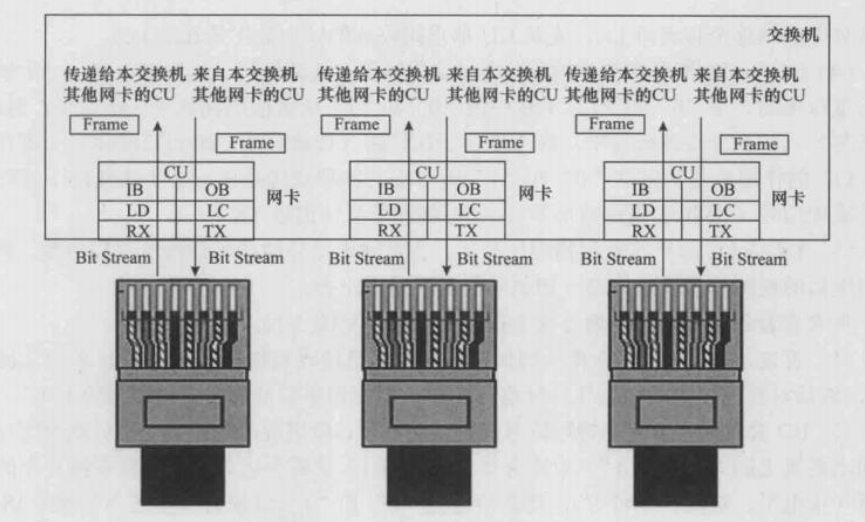 交换机
传递给本交换机 来自本交换机 传递给本交换机 来自本交换机 传递给本交换机 来自本交换机
其他网卡的CU 其他网卡的CU 其他网卡的CU 其他网卡的CU 其他网卡的CU 其他网卡的CU
Frame Frame Frame
Frame Frame Frame
CU CU CU
IB OB 网卡 IB OB 网卡 IB OB 网卡
LD LC LD LC LD LC
RX TX RX TX RX TX
Bit Stream Bit Stream Bit Stream Bit Stream Bit Stream Bit Stream